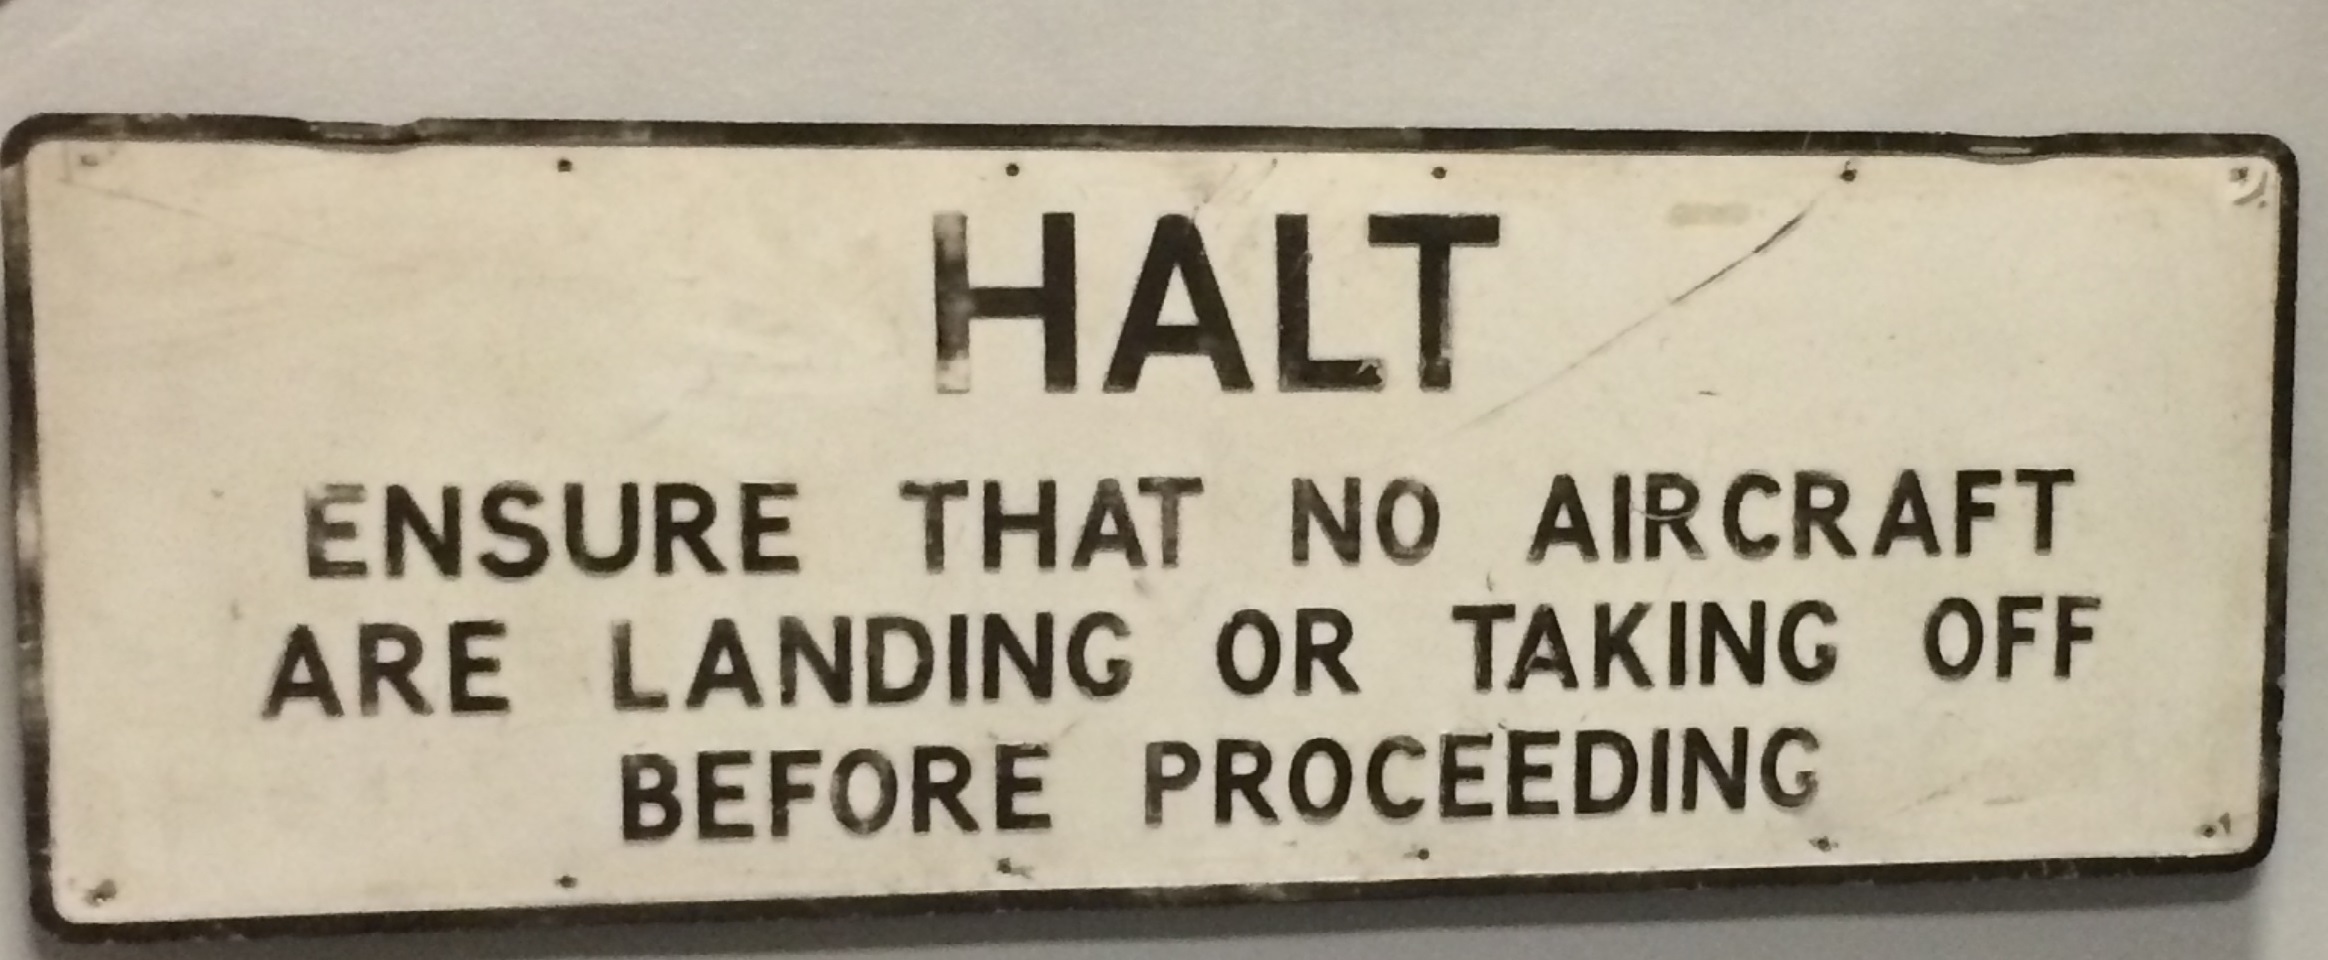 HALT
ENSURE THAT NO AIRCRAFT
ARE LANDING OR TAKING OFF
BEFORE PROCEEDING